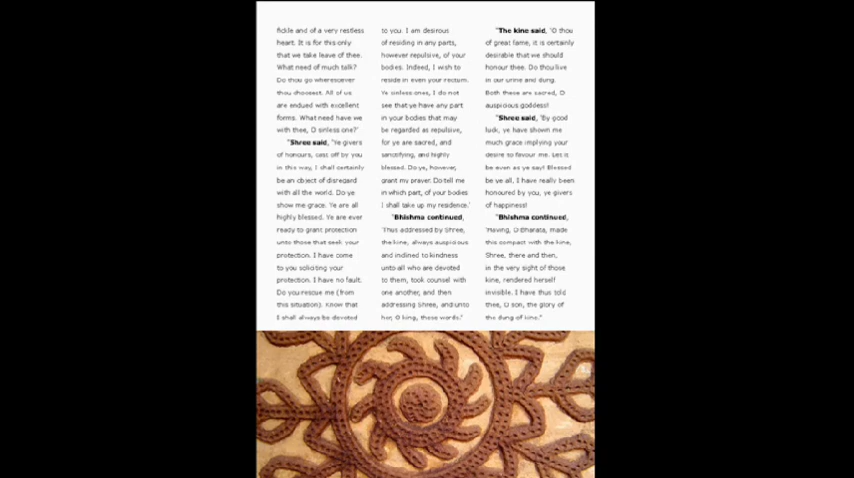 fickle and of a very restless
heart. It is for this only
that we take leave of thee.
What need of much talk?
Do thou go wheresoever
thou choosest. All of us
are endued with excellent
forms. What need have we
with thee, O sinless one?'
"Shree said, 'Ye givers
of honours, cast off by you
in this way, I shall certainly
be an object of disregard
with all the world. Do ye
show me grace. Ye are all
highly blessed. Ye are ever
ready to grant protection
unto those that seek your
protection. I have come
to you soliciting your
protection. I have no fault.
Do you rescue me (from
this situation). Know that
I shall always be devoted
to you. I am desirous
of residing in any parts,
however repulsive, of your
bodies. Indeed, I wish to
reside in even your rectum.
Ye sinless ones, I do not
see that ye have any part
in your bodies that may
be regarded as repulsive,
for ye are sacred, and
sanctifying, and highly
blessed. Do ye, however,
grant my prayer. Do tell me
in which part, of your bodies
I shall take up my residence.'
"Bhishma continued,
'Thus addressed by Shree,
the kine, always auspicious
and inclined to kindness
unto all who are devoted
to them, took counsel with
one another, and then
addressing Shree, and unto
her, O king, these words."
"The kine said, 'O thou
of great fame, it is certainly
desirable that we should
honour thee. Do thou live
in our urine and dung.
Both these are sacred, O
auspicious goddess!
"Shree said, 'By good
luck, ye have shown me
much grace implying your
desire to favour me. Let it
be even as ye say! Blessed
be ye all, I have really been
honoured by you, ye givers
of happiness!
"Bhishma continued,
'Having, O Bharata, made
this compact with the kine,
Shree, there and then,
in the very sight of those
kine, rendered herself
invisible. I have thus told
thee, O son, the glory of
the dung of kine."